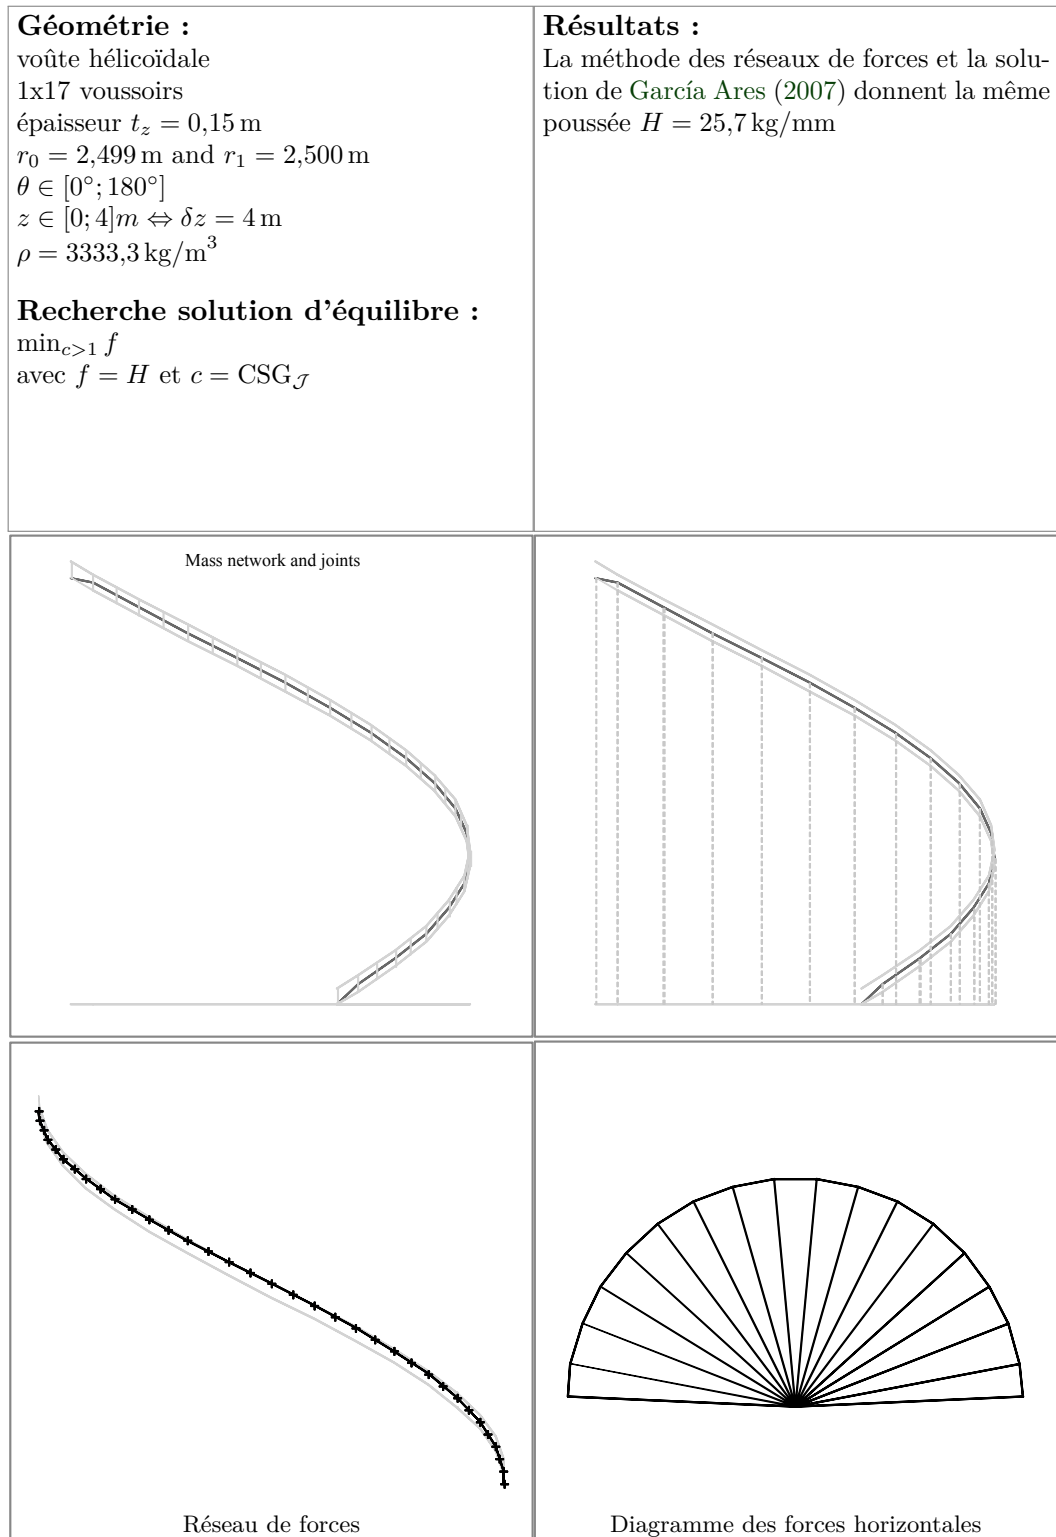 Géométrie :
voûte hélicoïdale
1x17 voussoirs
épaisseur t_z = 0,15 m
r_0 = 2,499 m and r_1 = 2,500 m
θ ∈ [0°; 180°]
z ∈ [0; 4]m ⇔ δz = 4 m
ρ = 3333,3 kg/m³
Recherche solution d'équilibre :
min_{c>1} f
avec f = H et c = CSG_𝒥
Résultats :
La méthode des réseaux de forces et la solu-
tion de García Ares (2007) donnent la même
poussée H = 25,7 kg/mm
Mass network and joints
Réseau de forces
Diagramme des forces horizontales